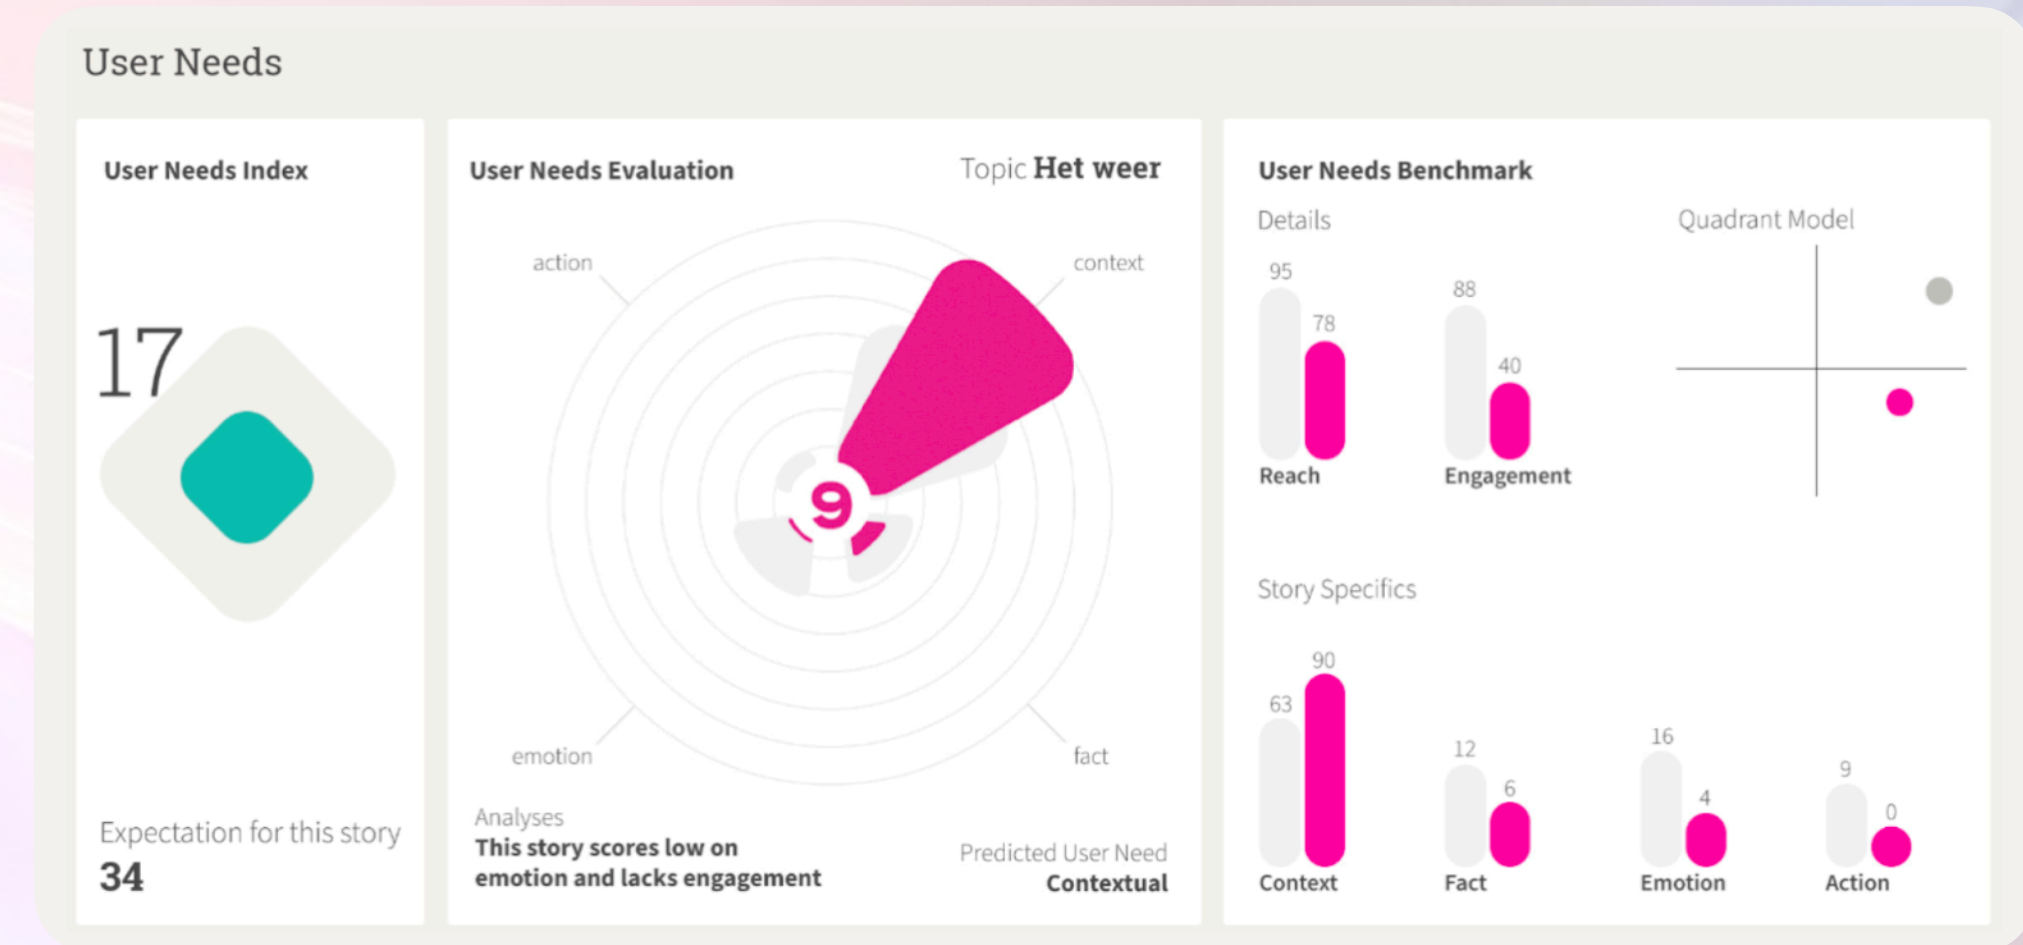 User Needs
User Needs Index
17
Expectation for this story
34
User Needs Evaluation
Topic Het weer
action
context
9
emotion
fact
Analyses
This story scores low on
emotion and lacks engagement
Predicted User Need
Contextual
User Needs Benchmark
Details
95
78
Reach
88
40
Engagement
Quadrant Model
Story Specifics
63
90
Context
12
6
Fact
16
4
Emotion
9
0
Action